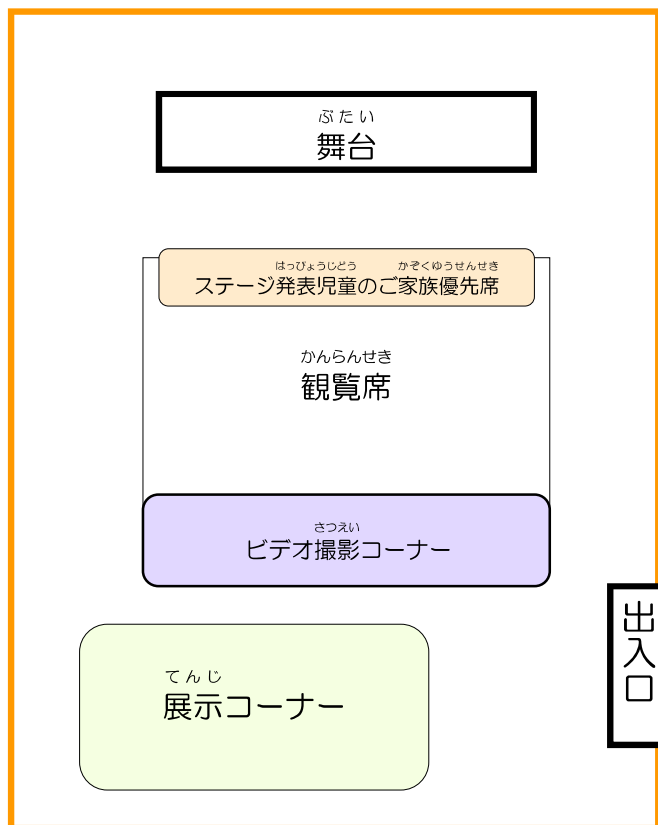 ぶたい
舞台
はっぴょうじどう かぞくゆうせんせき
ステージ発表児童のご家族優先席
かんらんせき
観覧席
さつえい
ビデオ撮影コーナー
出入口
てんじ
展示コーナー